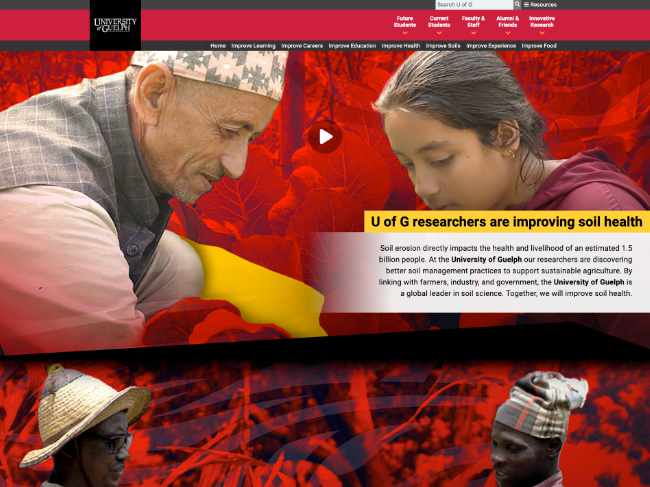 Search U of G
Resources
UNIVERSITY
OF GUELPH
Future Students
Current Students
Faculty & Staff
Alumni & Friends
Innovative Research
Home Improve Learning Improve Careers Improve Education Improve Health Improve Soils Improve Experience Improve Food
U of G researchers are improving soil health
Soil erosion directly impacts the health and livelihood of an estimated 1.5
billion people. At the University of Guelph our researchers are discovering
better soil management practices to support sustainable agriculture. By
linking with farmers, industry, and government, the University of Guelph is
a global leader in soil science. Together, we will improve soil health.